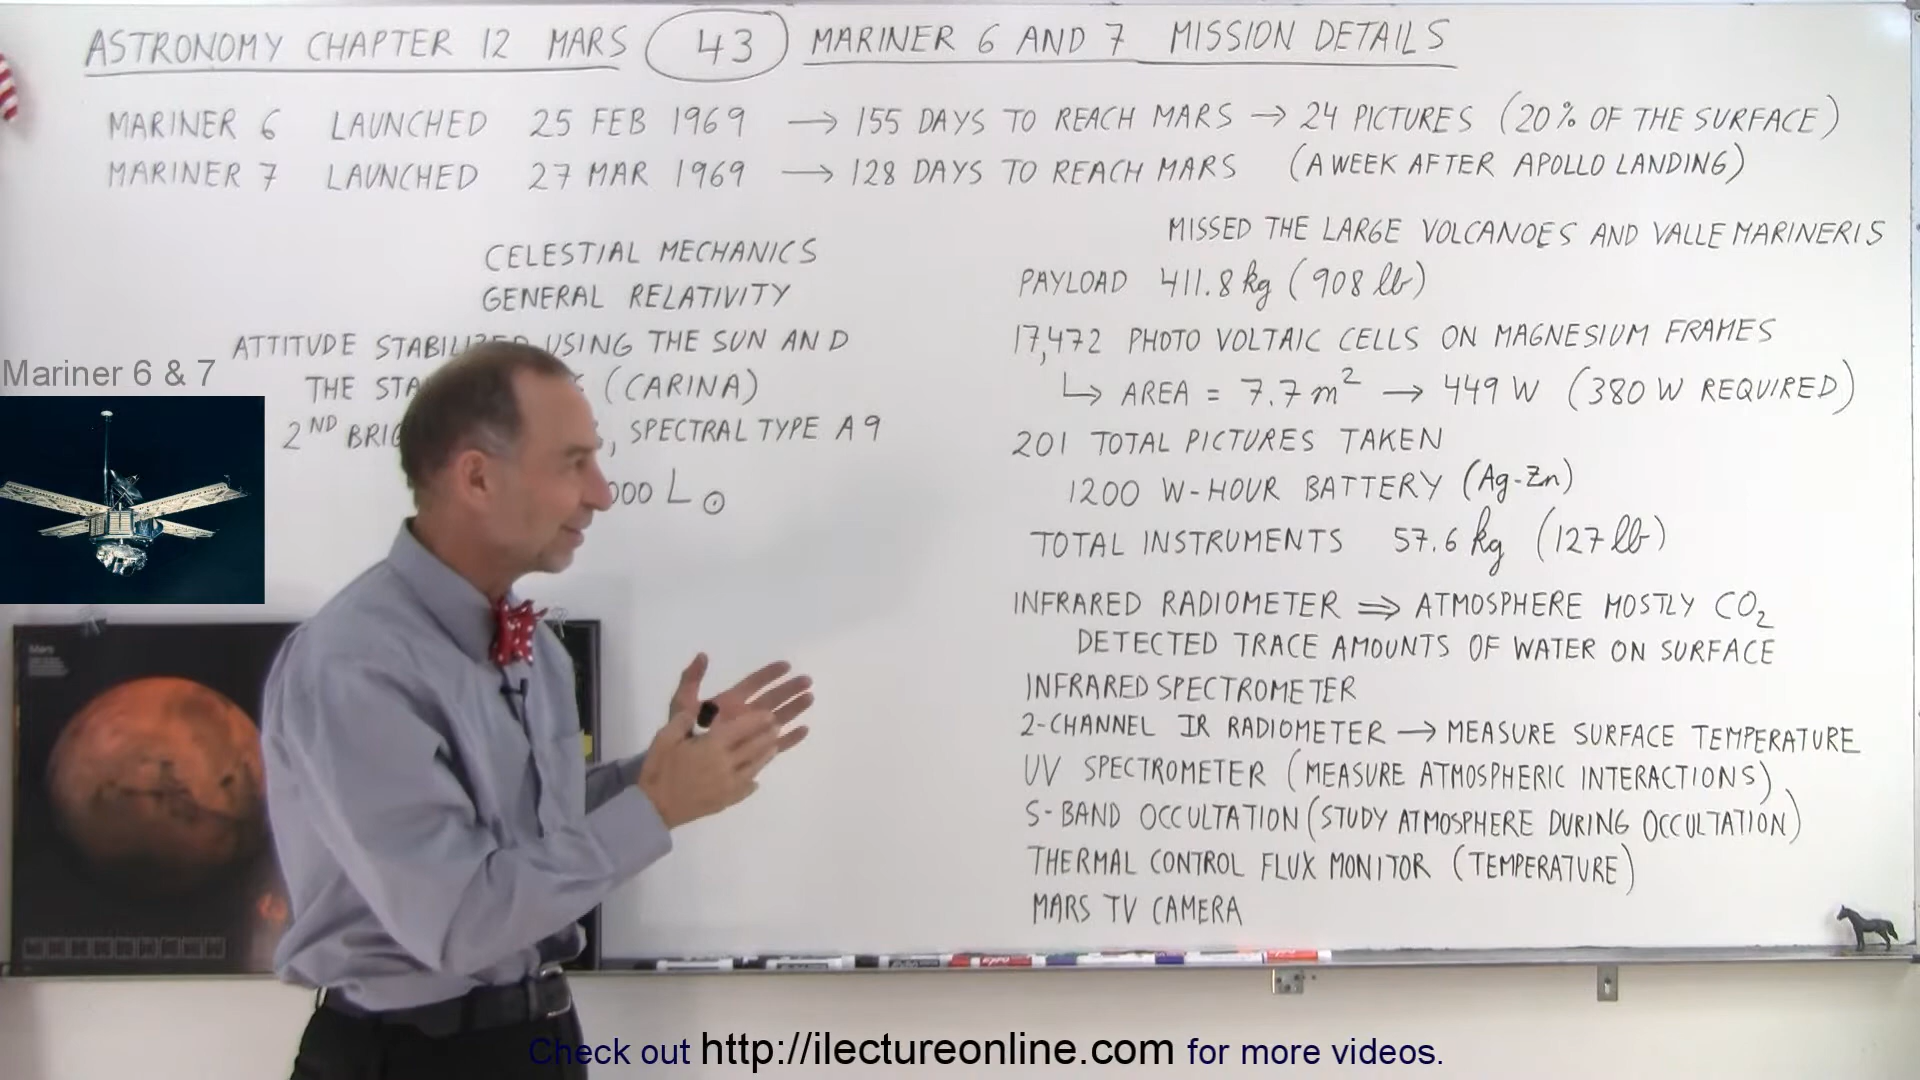 ASTRONOMY CHAPTER 12 MARS 43 MARINER 6 AND 7 MISSION DETAILS
MARINER 6 LAUNCHED 25 FEB 1969 → 155 DAYS TO REACH MARS → 24 PICTURES (20% OF THE SURFACE)
MARINER 7 LAUNCHED 27 MAR 1969 → 128 DAYS TO REACH MARS (A WEEK AFTER APOLLO LANDING)
CELESTIAL MECHANICS
GENERAL RELATIVITY
ATTITUDE USING THE SUN AND
THE (CARINA)
2ND , SPECTRAL TYPE A9
000 L⊙
Mariner 6 & 7
Mars
MISSED THE LARGE VOLCANOES AND VALLE MARINERIS
PAYLOAD 411.8 kg (908 lb)
17,472 PHOTO VOLTAIC CELLS ON MAGNESIUM FRAMES
↳ AREA = 7.7 m² → 449 W (380 W REQUIRED)
201 TOTAL PICTURES TAKEN
1200 W-HOUR BATTERY (Ag-Zn)
TOTAL INSTRUMENTS 57.6 kg (127 lb)
INFRARED RADIOMETER ⇒ ATMOSPHERE MOSTLY CO₂
DETECTED TRACE AMOUNTS OF WATER ON SURFACE
INFRARED SPECTROMETER
2-CHANNEL IR RADIOMETER → MEASURE SURFACE TEMPERATURE
UV SPECTROMETER (MEASURE ATMOSPHERIC INTERACTIONS)
S-BAND OCCULTATION (STUDY ATMOSPHERE DURING OCCULTATION)
THERMAL CONTROL FLUX MONITOR (TEMPERATURE)
MARS TV CAMERA
Check out http://ilectureonline.com for more videos.